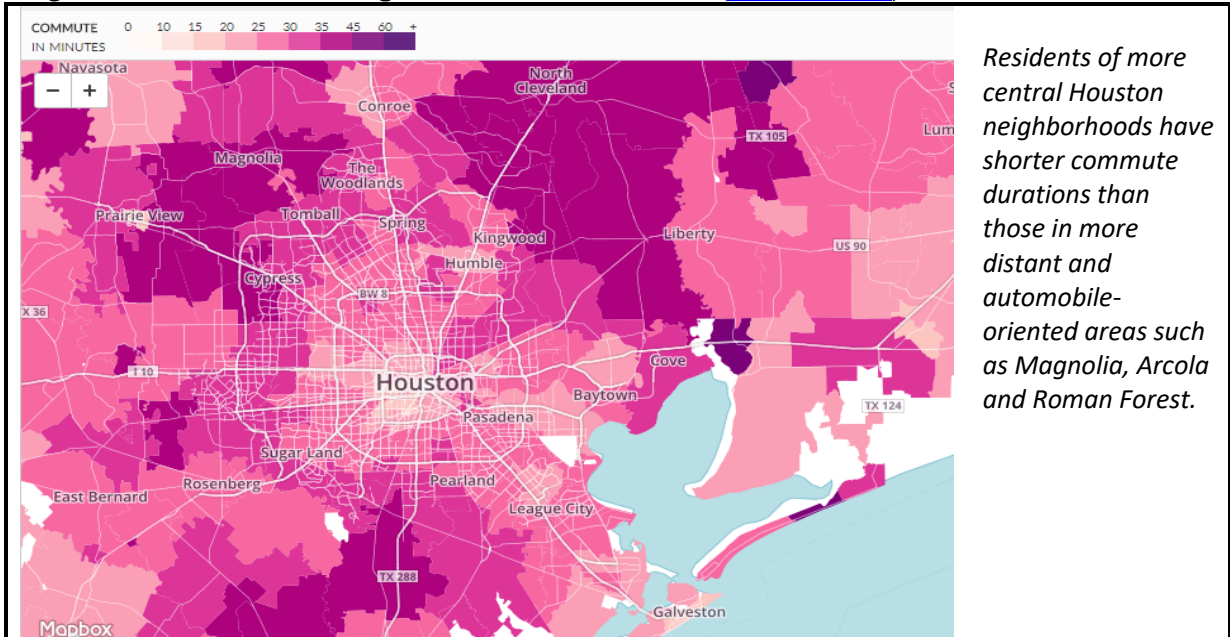 COMMUTE
IN MINUTES
0 10 15 20 25 30 35 45 60 +
− +
Navasota
North
Cleveland
Conroe
TX 105
Magnolia
The
Woodlands
Prairie View
Tomball
Spring
Kingwood
Liberty
US 90
Humble
Cypress
BW 8
X 36
I 10
Houston
Cove
Baytown
Pasadena
TX 124
Sugar Land
Rosenberg
Pearland
East Bernard
League City
TX 288
Galveston
Mapbox
Residents of more
central Houston
neighborhoods have
shorter commute
durations than
those in more
distant and
automobile-
oriented areas such
as Magnolia, Arcola
and Roman Forest.